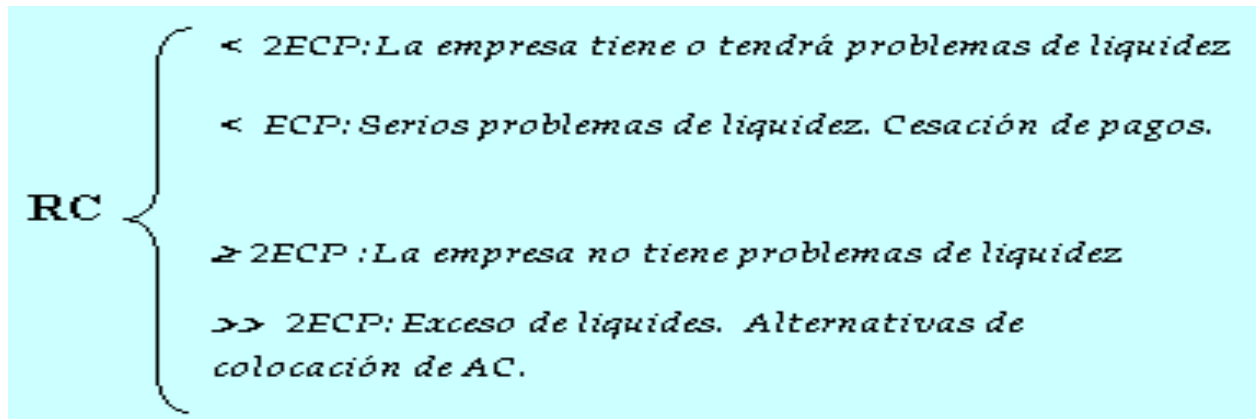 < 2ECP: La empresa tiene o tendrá problemas de liquidez
< ECP: Serios problemas de liquidez. Cesación de pagos.
RC
≥ 2ECP : La empresa no tiene problemas de liquidez
>> 2ECP: Exceso de liquides. Alternativas de
colocación de AC.